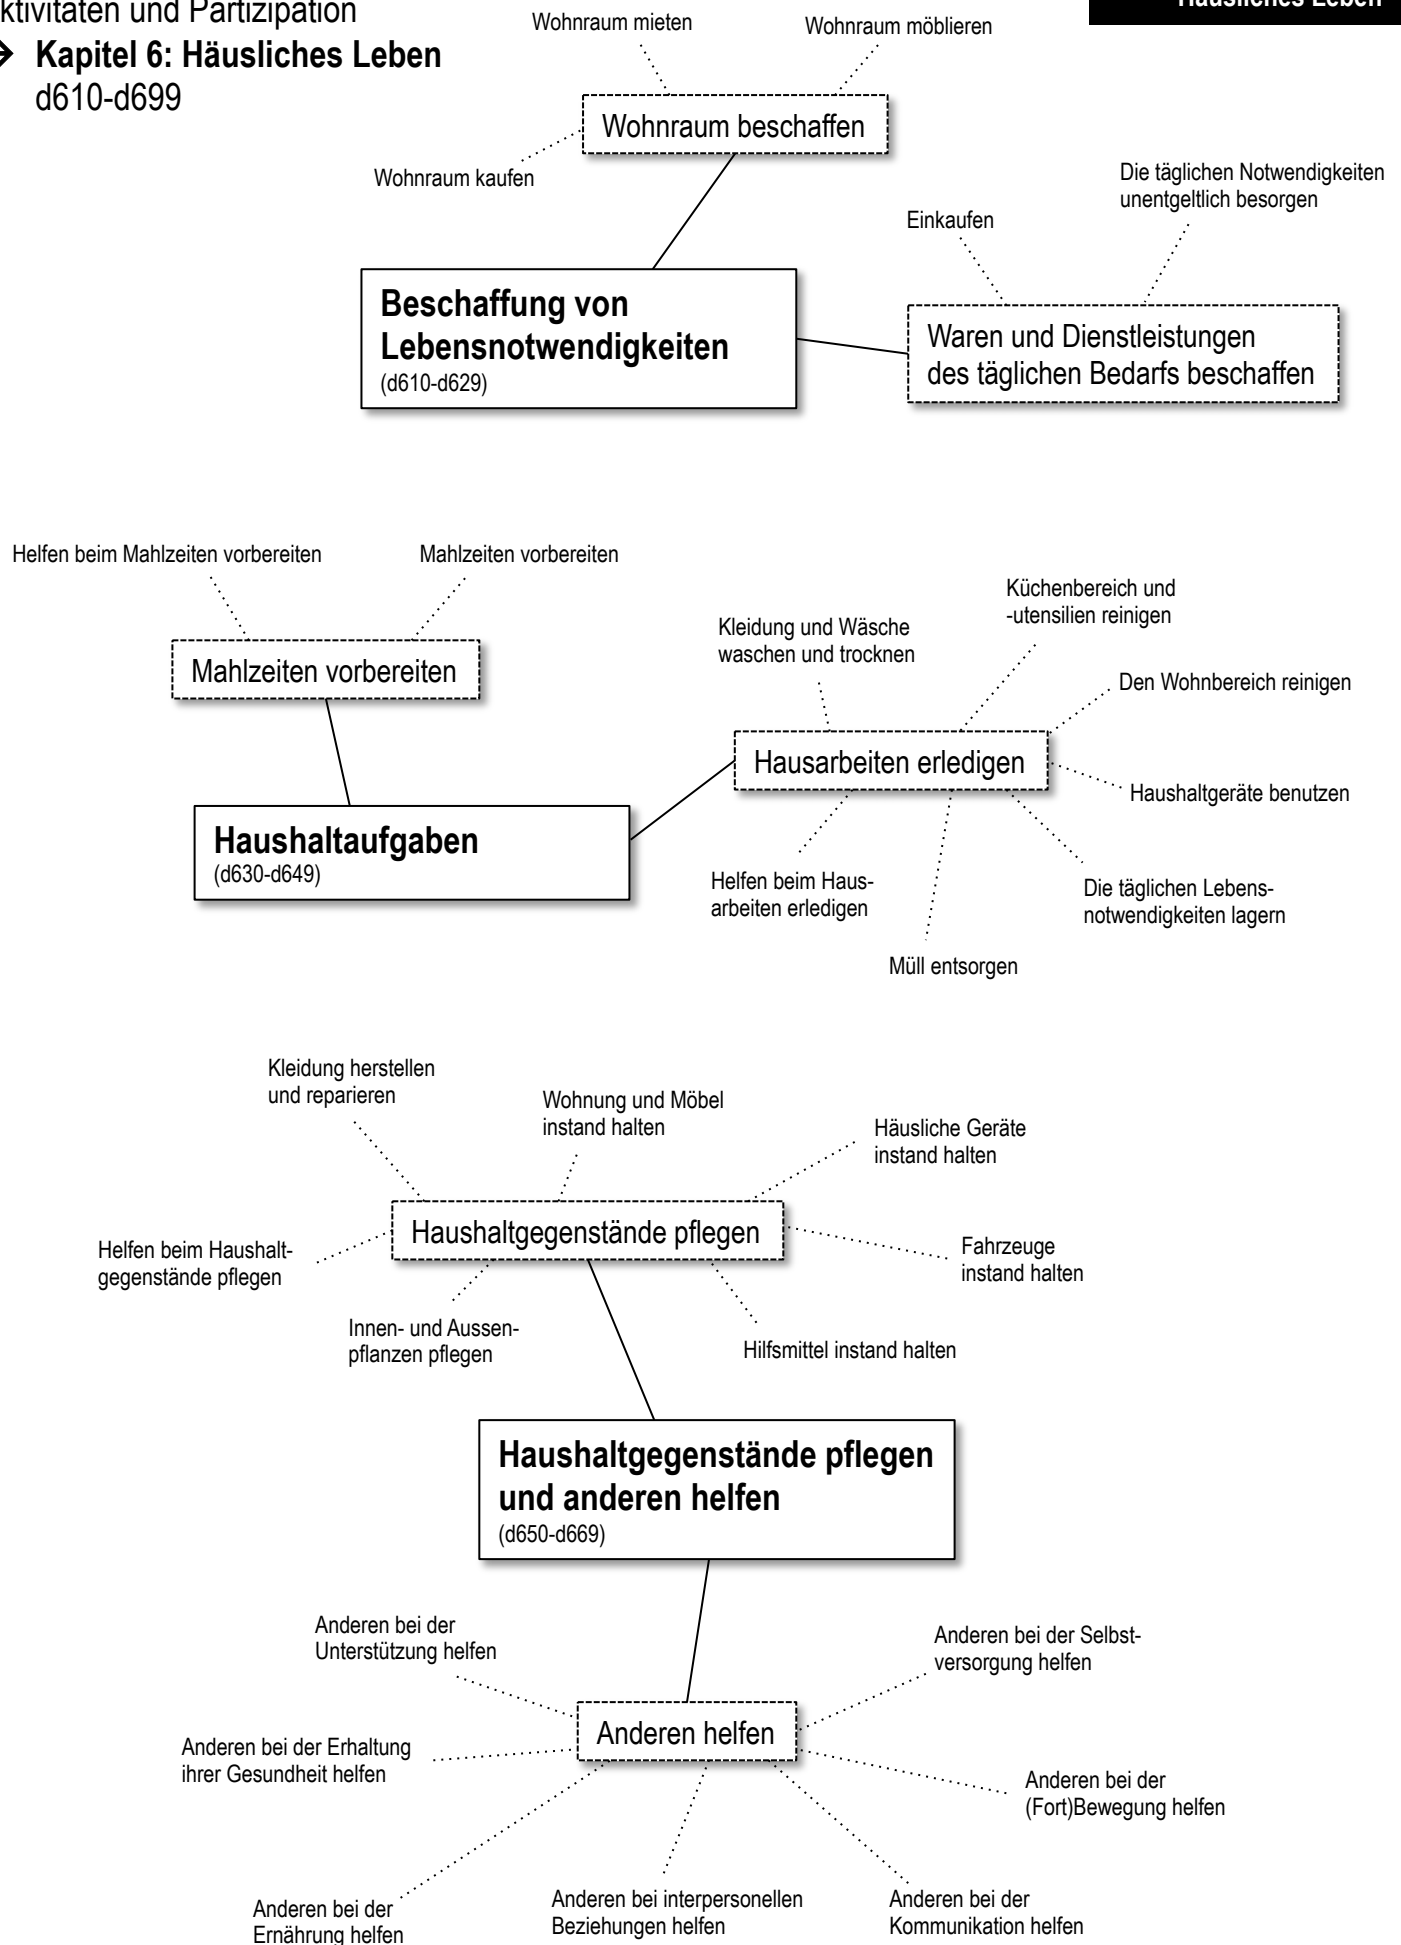 ktivitäten und Partizipation
Häusliches Leben
→ Kapitel 6: Häusliches Leben
d610-d699
Wohnraum mieten
Wohnraum möblieren
Wohnraum beschaffen
Wohnraum kaufen
Die täglichen Notwendigkeiten
unentgeltlich besorgen
Einkaufen
Beschaffung von
Lebensnotwendigkeiten
(d610-d629)
Waren und Dienstleistungen
des täglichen Bedarfs beschaffen
Helfen beim Mahlzeiten vorbereiten
Mahlzeiten vorbereiten
Mahlzeiten vorbereiten
Küchenbereich und
-utensilien reinigen
Kleidung und Wäsche
waschen und trocknen
Den Wohnbereich reinigen
Hausarbeiten erledigen
Haushaltgeräte benutzen
Haushaltaufgaben
(d630-d649)
Helfen beim Haus-
arbeiten erledigen
Die täglichen Lebens-
notwendigkeiten lagern
Müll entsorgen
Kleidung herstellen
und reparieren
Wohnung und Möbel
instand halten
Häusliche Geräte
instand halten
Haushaltgegenstände pflegen
Helfen beim Haushalt-
gegenstände pflegen
Fahrzeuge
instand halten
Innen- und Aussen-
pflanzen pflegen
Hilfsmittel instand halten
Haushaltgegenstände pflegen
und anderen helfen
(d650-d669)
Anderen bei der
Unterstützung helfen
Anderen bei der Selbst-
versorgung helfen
Anderen helfen
Anderen bei der Erhaltung
ihrer Gesundheit helfen
Anderen bei der
(Fort)Bewegung helfen
Anderen bei der
Ernährung helfen
Anderen bei interpersonellen
Beziehungen helfen
Anderen bei der
Kommunikation helfen